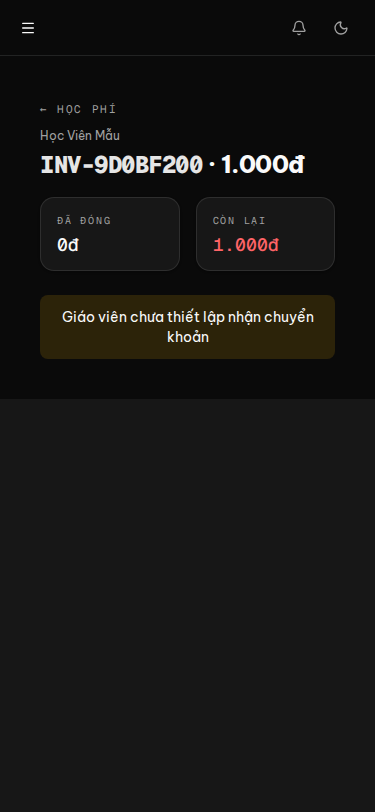 ← HỌC PHÍ
Học Viên Mẫu
INV-9D0BF200 · 1.000đ
ĐÃ ĐÓNG
0đ
CÒN LẠI
1.000đ
Giáo viên chưa thiết lập nhận chuyển
khoản